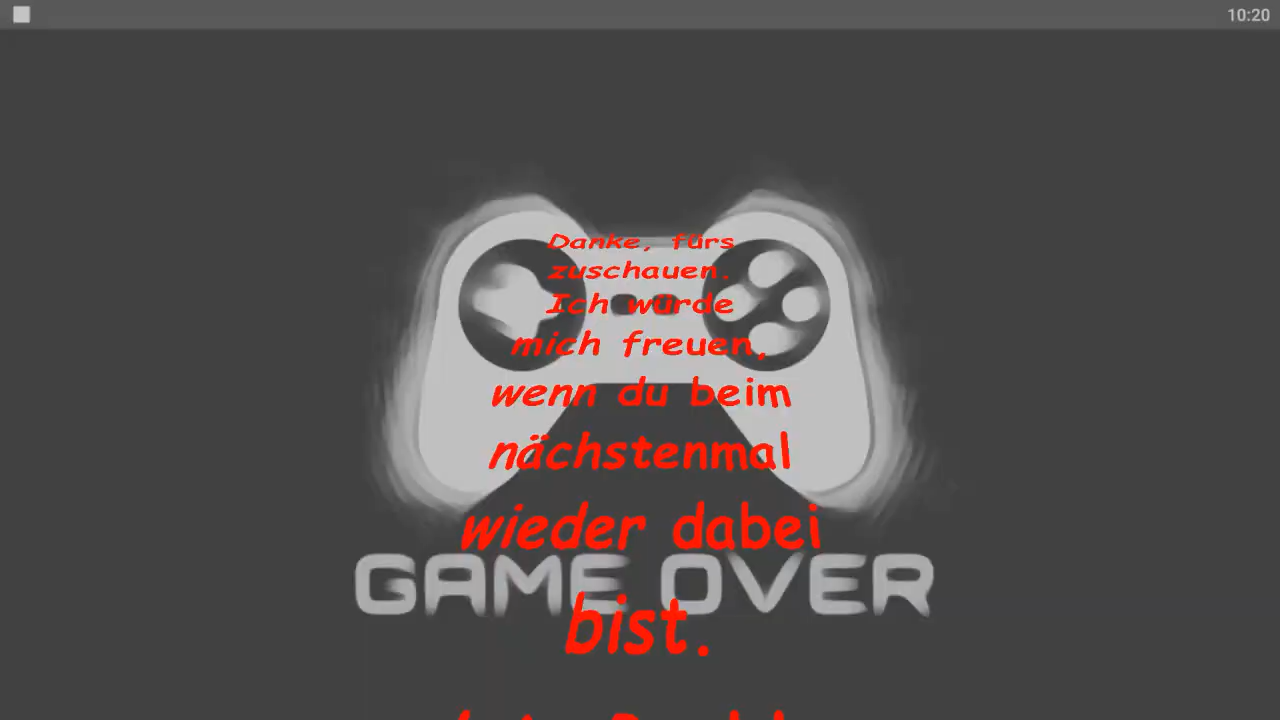 10:20
Danke, fürs
zuschauen.
Ich würde
mich freuen,
wenn du beim
nächstenmal
wieder dabei
GAME OVER
bist.